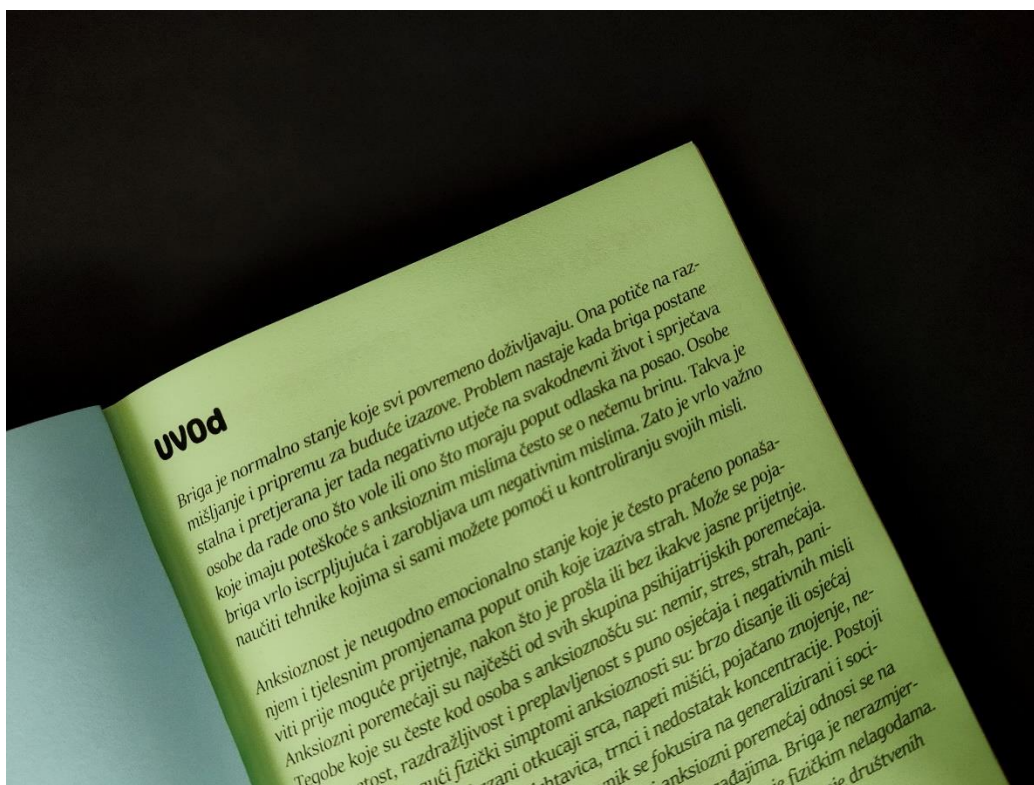 uvod
Briga je normalno stanje koje svi povremeno doživljavaju. Ona potiče na raz-
mišljanje i pripremu za buduće izazove. Problem nastaje kada briga postane
stalna i pretjerana jer tada negativno utječe na svakodnevni život i sprječava
osobe da rade ono što vole ili ono što moraju poput odlaska na posao. Osobe
koje imaju poteškoće s anksioznim mislima često se o nečemu brinu. Takva je
briga vrlo iscrpljujuća i zarobljava um negativnim mislima. Zato je vrlo važno
naučiti tehnike kojima si sami možete pomoći u kontroliranju svojih misli.
Anksioznost je neugodno emocionalno stanje koje je često praćeno ponaša-
njem i tjelesnim promjenama poput onih koje izaziva strah. Može se poja-
viti prije moguće prijetnje, nakon što je prošla ili bez ikakve jasne prijetnje.
Anksiozni poremećaji su najčešći od svih skupina psihijatrijskih poremećaja.
Tegobe koje su česte kod osoba s anksioznošću su: nemir, stres, strah, pani-
razdražljivost i preplavljenost s puno osjećaja i negativnih misli
fizički simptomi anksioznosti su: brzo disanje ili osjećaj
otkucaji srca, napeti mišići, pojačano znojenje, ne-
trnci i nedostatak koncentracije. Postoji
se fokusira na generalizirani i soci-
anksiozni poremećaj odnosi se na
Briga je nerazmjer-
fizičkim nelagodama.
društvenih